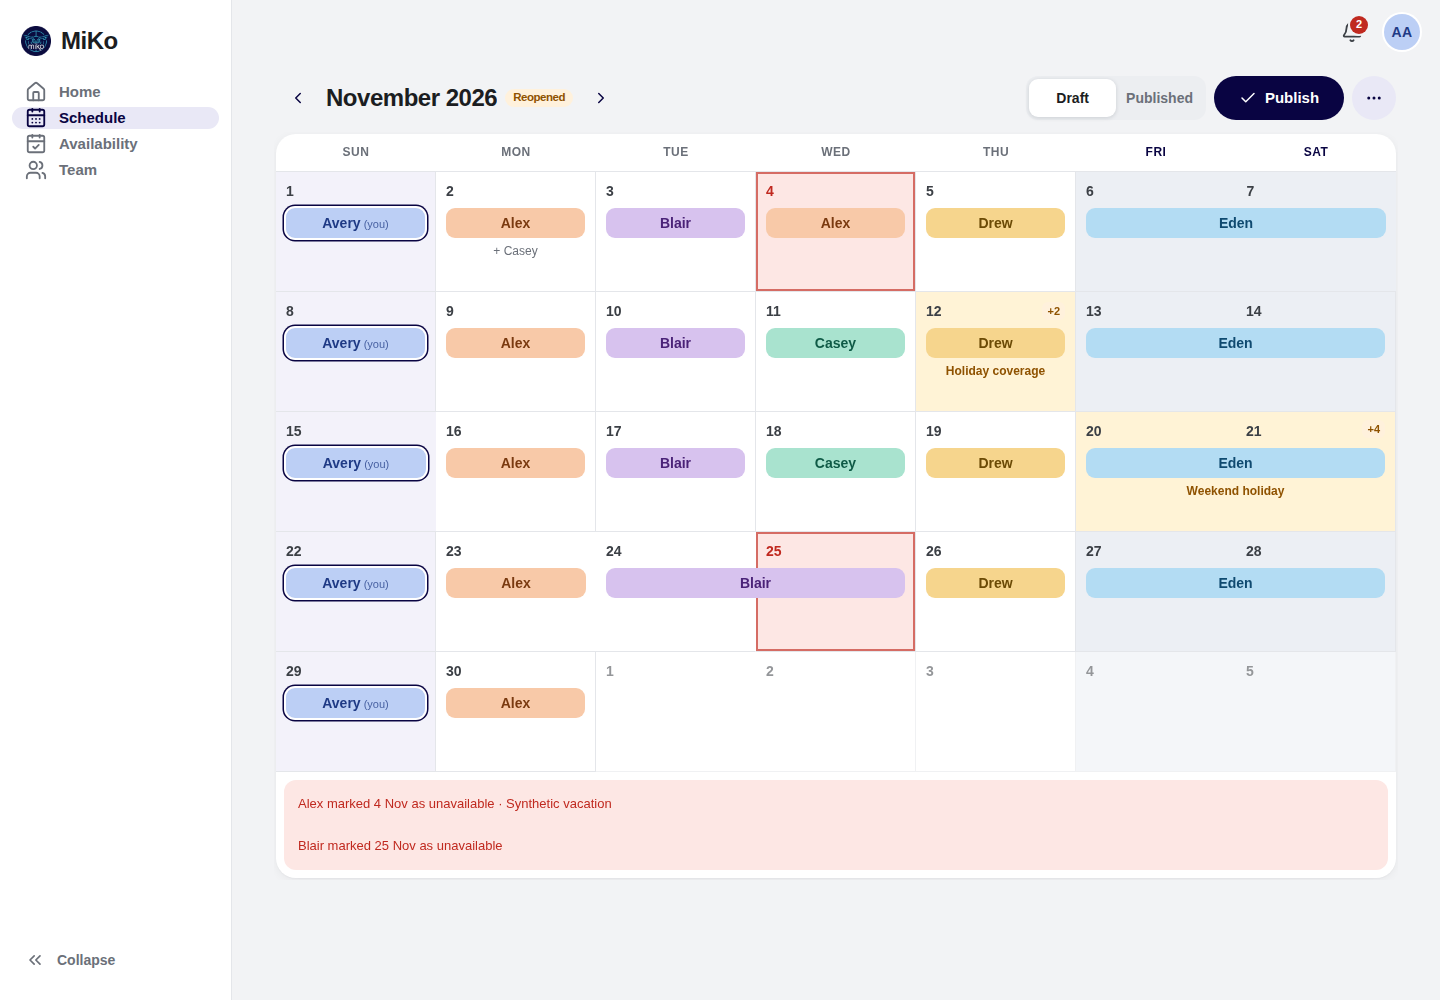 miko
MiKo
2
AA
Home
Schedule
Availability
Team
November 2026 Reopened
Draft Published
Publish
SUN MON TUE WED THU FRI SAT
1 2 3 4 5 6 7
Avery (you) Alex Blair Alex Drew Eden
+ Casey
8 9 10 11 12 +2 13 14
Avery (you) Alex Blair Casey Drew Eden
Holiday coverage
15 16 17 18 19 20 21 +4
Avery (you) Alex Blair Casey Drew Eden
Weekend holiday
22 23 24 25 26 27 28
Avery (you) Alex Blair Drew Eden
29 30 1 2 3 4 5
Avery (you) Alex
Alex marked 4 Nov as unavailable · Synthetic vacation
Blair marked 25 Nov as unavailable
Collapse